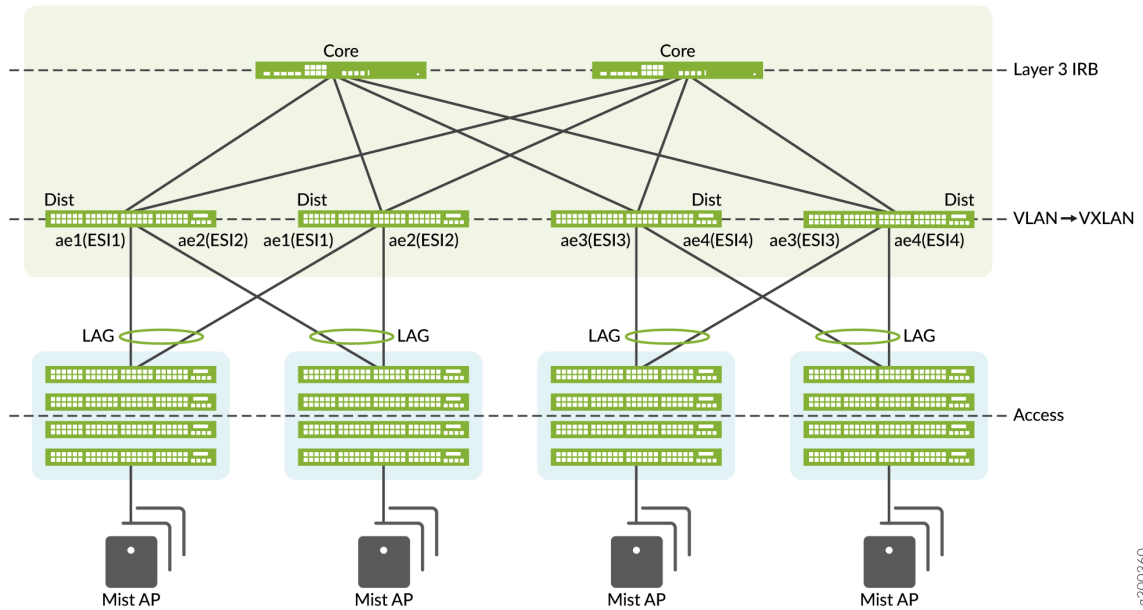 Core
Core
Layer 3 IRB
Dist
Dist
Dist
Dist
VLAN → VXLAN
ae1(ESI1)
ae2(ESI2)
ae1(ESI1)
ae2(ESI2)
ae3(ESI3)
ae4(ESI4)
ae3(ESI3)
ae4(ESI4)
LAG
LAG
LAG
LAG
Access
Mist AP
Mist AP
Mist AP
Mist AP
g300360